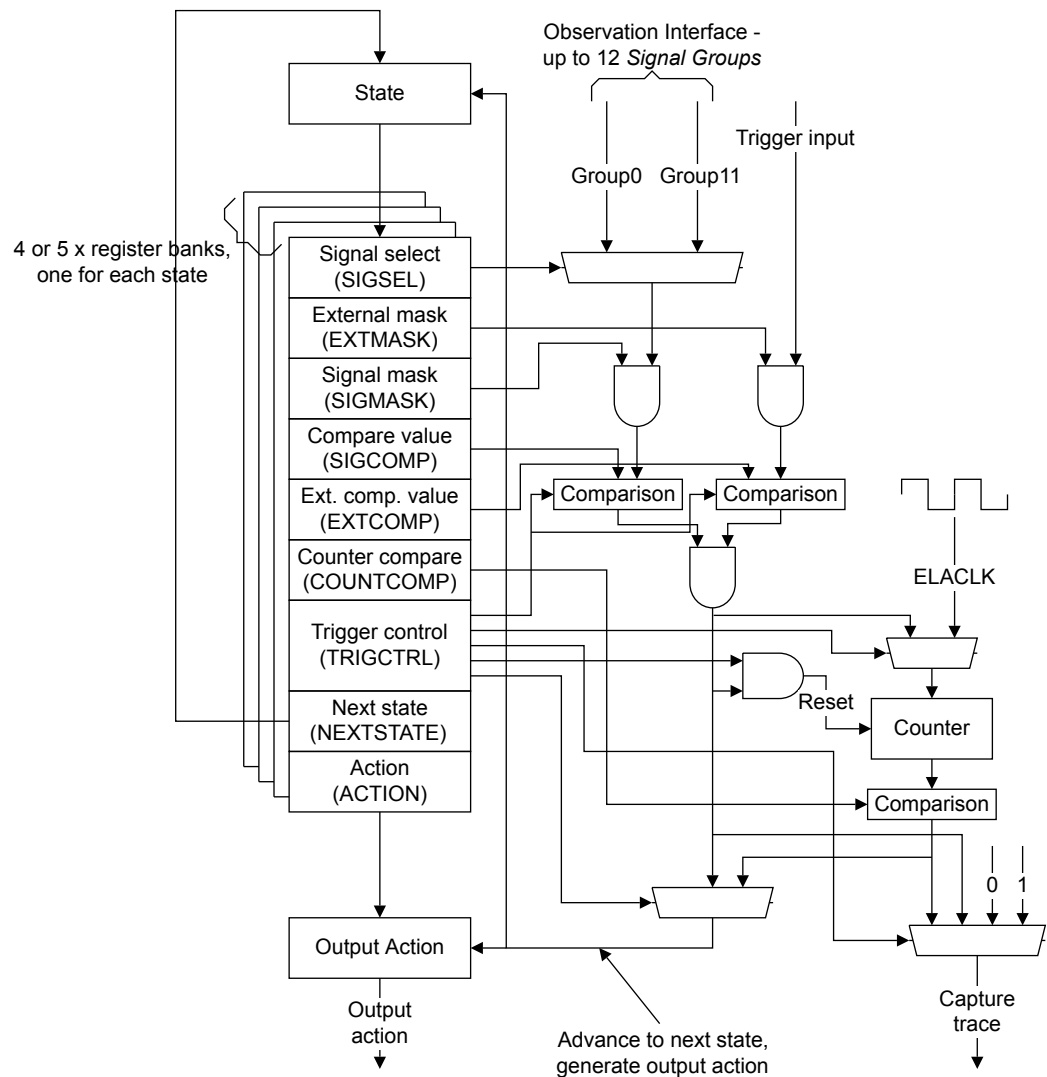 Observation Interface -
up to 12 Signal Groups
State
Trigger input
Group0
Group11
4 or 5 x register banks,
one for each state
Signal select
(SIGSEL)
External mask
(EXTMASK)
Signal mask
(SIGMASK)
Compare value
(SIGCOMP)
Ext. comp. value
(EXTCOMP)
Counter compare
(COUNTCOMP)
Trigger control
(TRIGCTRL)
Next state
(NEXTSTATE)
Action
(ACTION)
Comparison
Comparison
ELACLK
Reset
Counter
Comparison
0
1
Output Action
Output
action
Advance to next state,
generate output action
Capture
trace